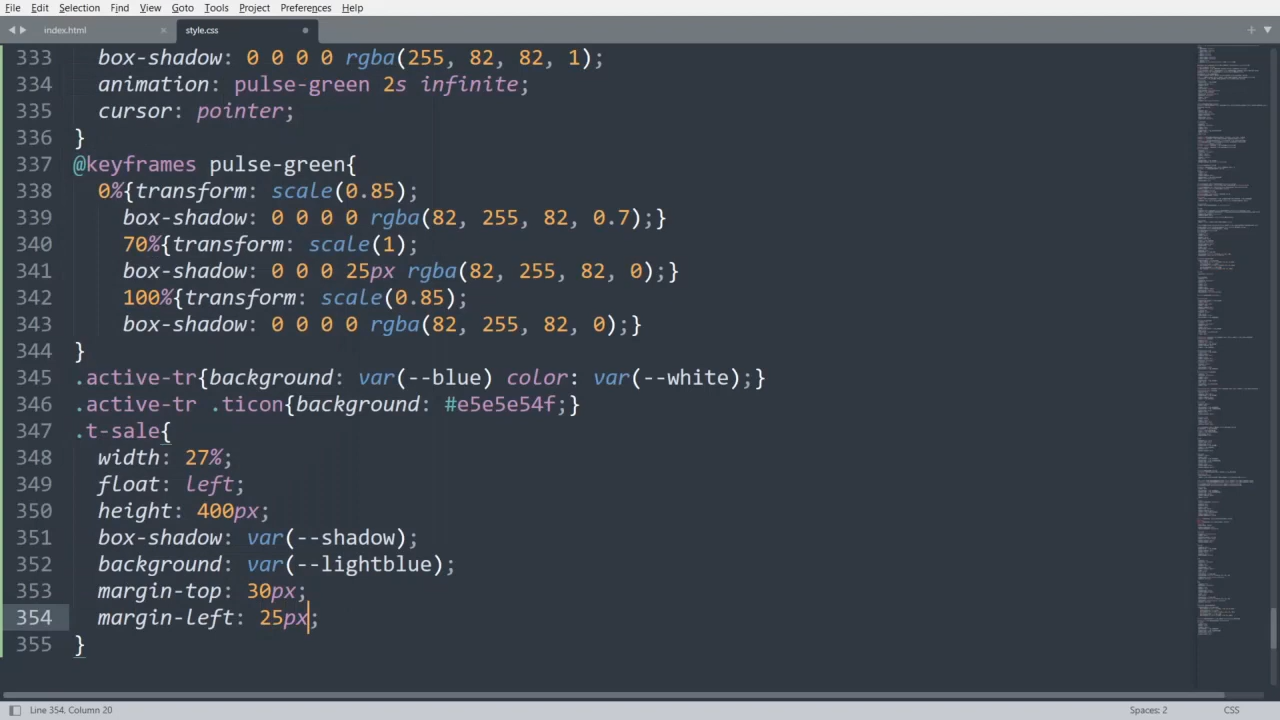 File Edit Selection Find View Goto Tools Project Preferences Help
index.html × style.css
333 box-shadow: 0 0 0 0 rgba(255, 82, 82, 1);
334 animation: pulse-green 2s infinite;
335 cursor: pointer;
336 }
337 @keyframes pulse-green{
338 0%{transform: scale(0.85);
339 box-shadow: 0 0 0 0 rgba(82, 255, 82, 0.7);}
340 70%{transform: scale(1);
341 box-shadow: 0 0 0 25px rgba(82, 255, 82, 0);}
342 100%{transform: scale(0.85);
343 box-shadow: 0 0 0 0 rgba(82, 255, 82, 0);}
344 }
345 .active-tr{background: var(--blue) color: var(--white);}
346 .active-tr .ticon{background: #e5e5e54f;}
347 .t-sale{
348 width: 27%;
349 float: left;
350 height: 400px;
351 box-shadow: var(--shadow);
352 background: var(--lightblue);
353 margin-top: 30px;
354 margin-left: 25px;
355 }
Line 354, Column 20 Spaces: 2 CSS